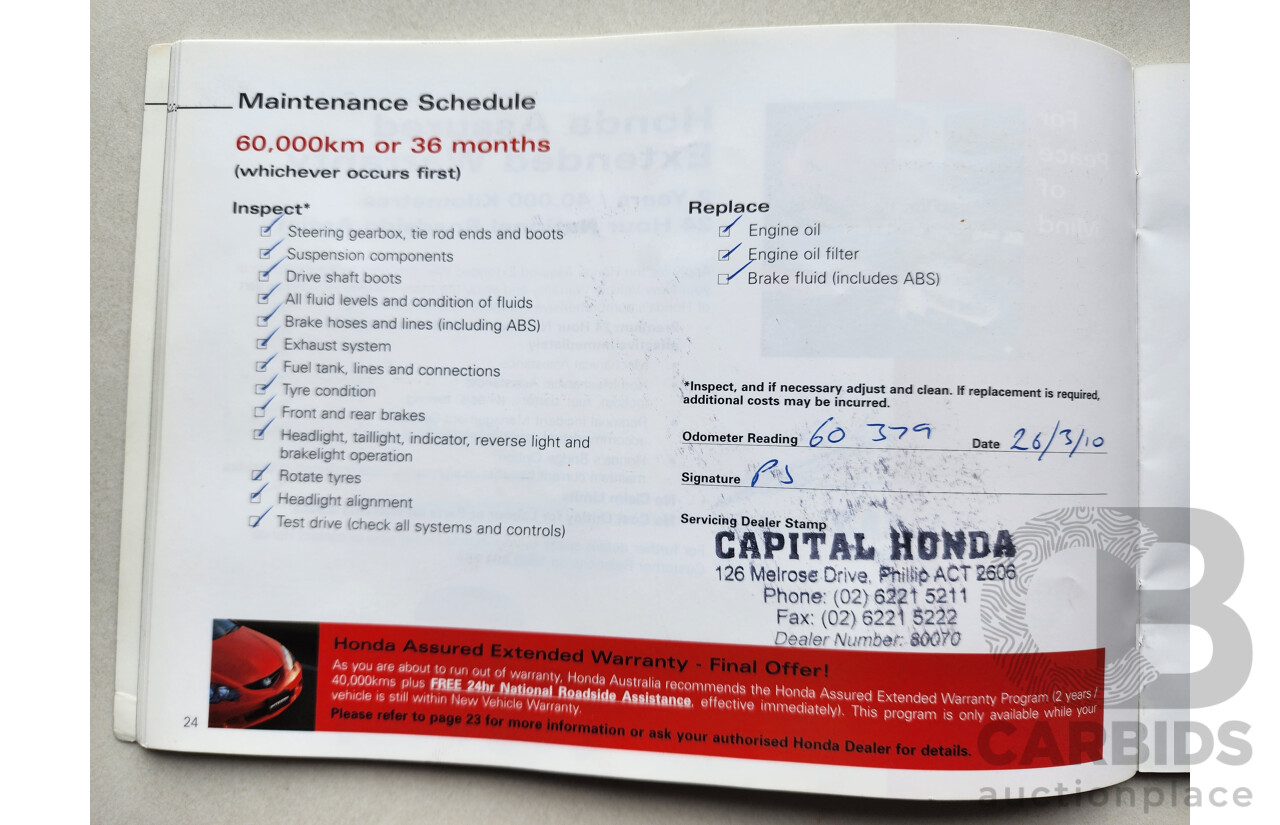 Maintenance Schedule
60,000km or 36 months
(whichever occurs first)
Inspect*
Steering gearbox, tie rod ends and boots
Suspension components
Drive shaft boots
All fluid levels and condition of fluids
Brake hoses and lines (including ABS)
Exhaust system
Fuel tank, lines and connections
Tyre condition
Front and rear brakes
Headlight, taillight, indicator, reverse light and
brakelight operation
Rotate tyres
Headlight alignment
Test drive (check all systems and controls)
Replace
Engine oil
Engine oil filter
Brake fluid (includes ABS)
*Inspect, and if necessary adjust and clean. If replacement is required,
additional costs may be incurred.
Odometer Reading 60 379 Date 26/3/10
Signature PJ
Servicing Dealer Stamp
CAPITAL HONDA
126 Melrose Drive, Phillip ACT 2606
Phone: (02) 6221 5211
Fax: (02) 6221 5222
Dealer Number: 80070
Honda Assured Extended Warranty - Final Offer!
As you are about to run out of warranty, Honda Australia recommends the Honda Assured Extended Warranty Program (2 years /
40,000kms plus FREE 24hr National Roadside Assistance, effective immediately). This program is only available while your
vehicle is still within New Vehicle Warranty.
Please refer to page 23 for more information or ask your authorised Honda Dealer for details.
24
CARBIDS
auctionplace